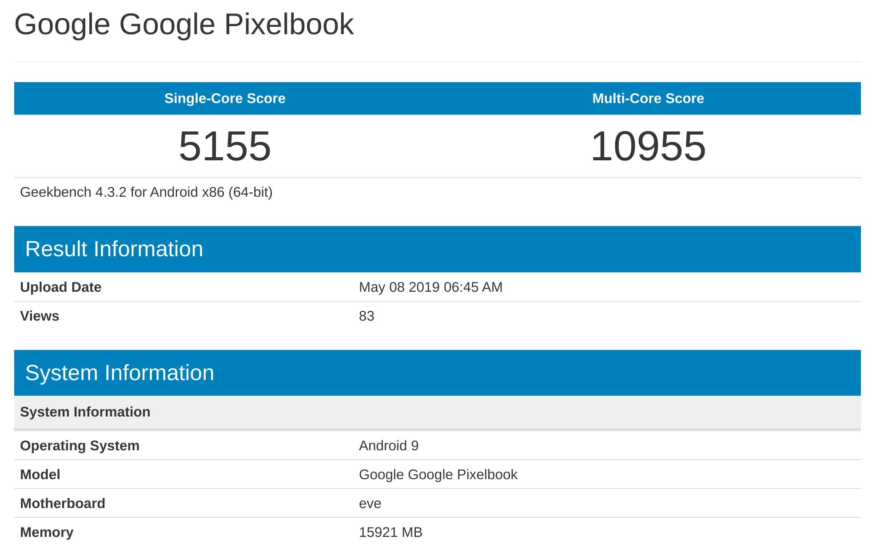 Google Google Pixelbook
Single-Core Score Multi-Core Score
5155 10955
Geekbench 4.3.2 for Android x86 (64-bit)
Result Information
Upload Date May 08 2019 06:45 AM
Views 83
System Information
System Information
Operating System Android 9
Model Google Google Pixelbook
Motherboard eve
Memory 15921 MB